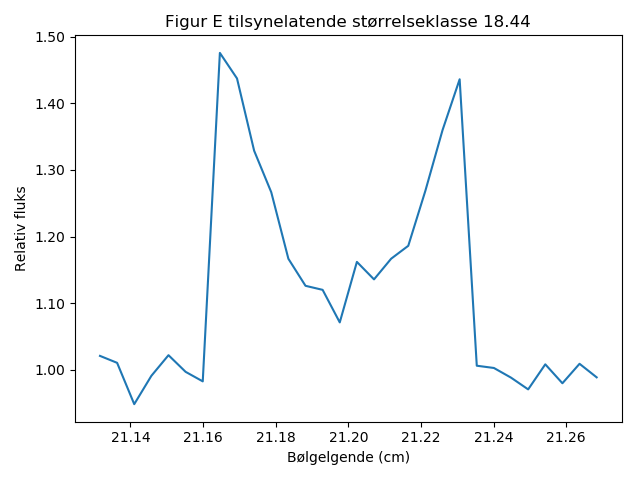 Figur E tilsynelatende størrelseklasse 18.44
1.50
1.40
1.30
1.20
1.10
1.00
Relativ fluks
21.14 21.16 21.18 21.20 21.22 21.24 21.26
Bølgelgende (cm)